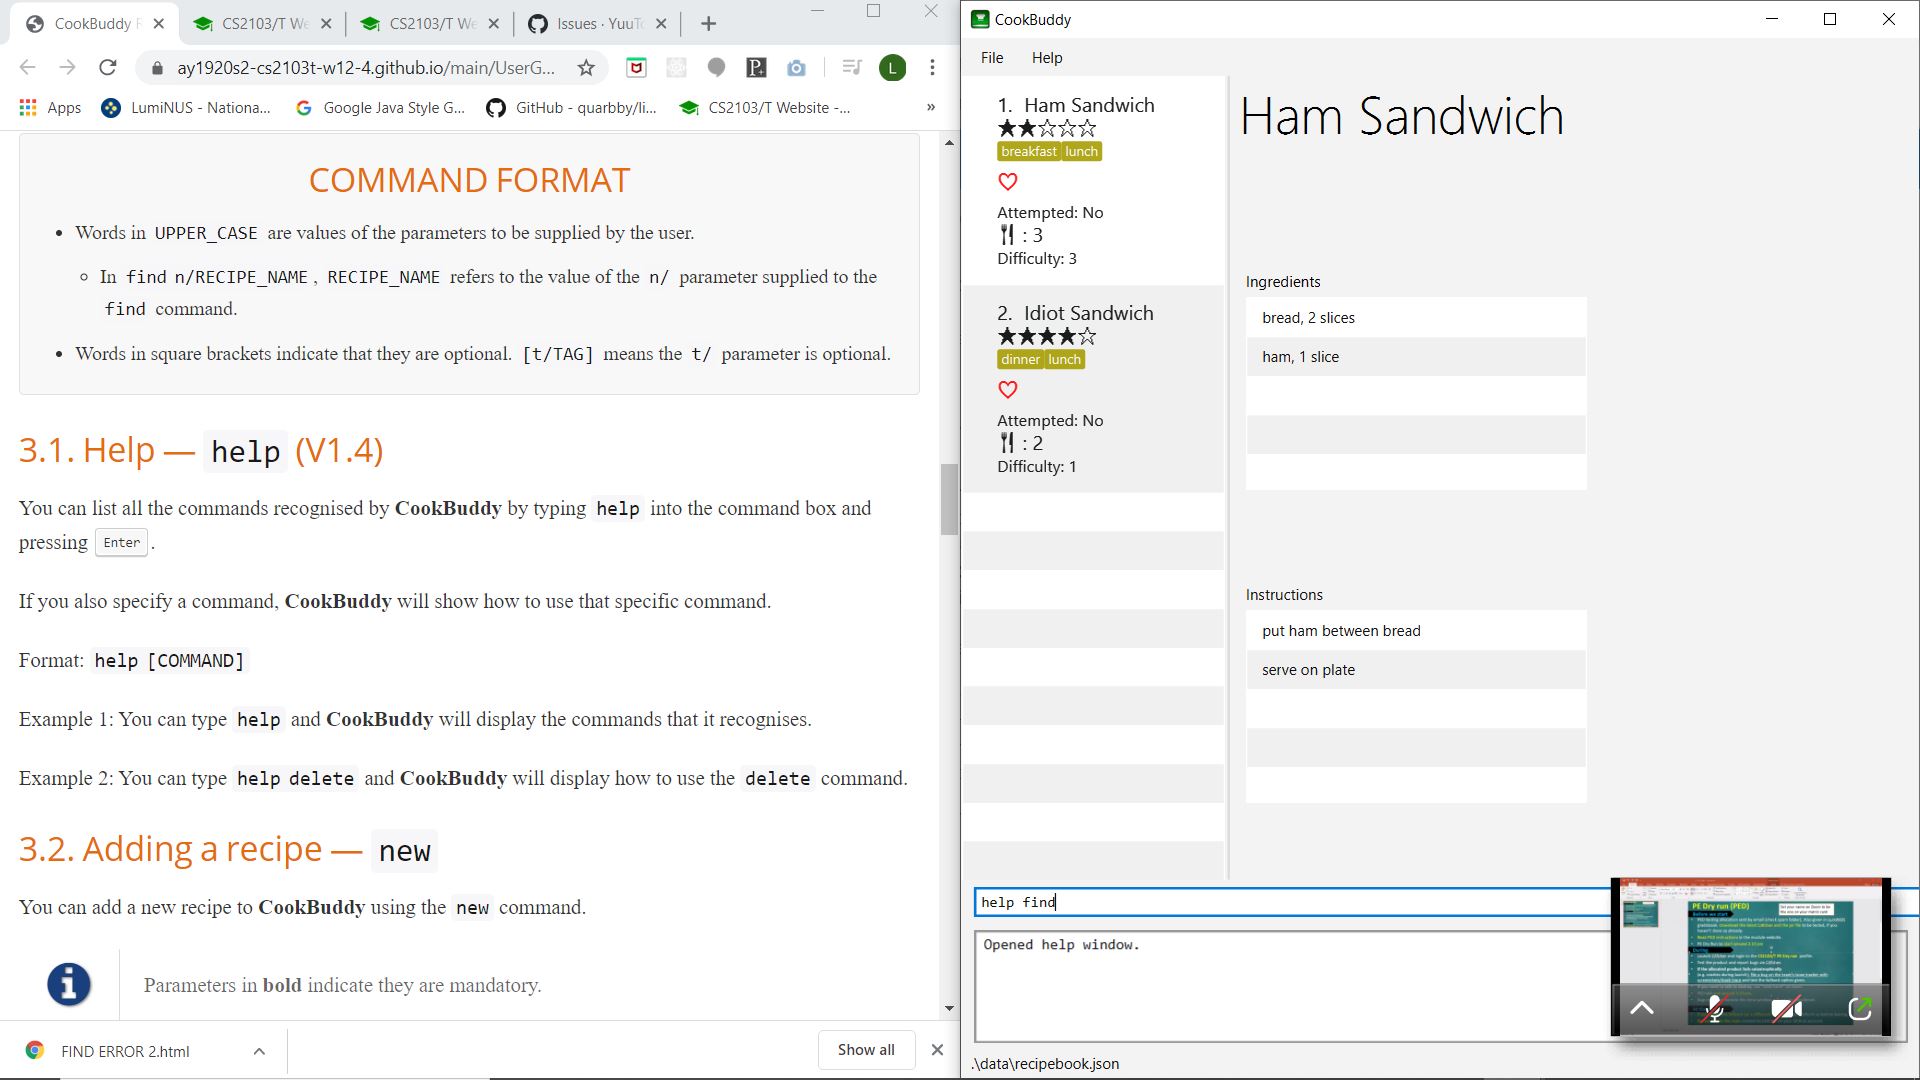 CookBuddy
CS2103/T We
CS2103/T We
Issues · YuuTo
ay1920s2-cs2103t-w12-4.github.io/main/UserG...
L
Apps
LumiNUS - Nationa...
Google Java Style G...
GitHub - quarbby/li...
CS2103/T Website -...
»
COMMAND FORMAT
Words in UPPER_CASE are values of the parameters to be supplied by the user.
In find n/RECIPE_NAME , RECIPE_NAME refers to the value of the n/ parameter supplied to the
find command.
Words in square brackets indicate that they are optional. [t/TAG] means the t/ parameter is optional.
3.1. Help — help (V1.4)
You can list all the commands recognised by CookBuddy by typing help into the command box and
pressing Enter .
If you also specify a command, CookBuddy will show how to use that specific command.
Format: help [COMMAND]
Example 1: You can type help and CookBuddy will display the commands that it recognises.
Example 2: You can type help delete and CookBuddy will display how to use the delete command.
3.2. Adding a recipe — new
You can add a new recipe to CookBuddy using the new command.
Parameters in bold indicate they are mandatory.
FIND ERROR 2.html
Show all
CookBuddy
File Help
1. Ham Sandwich
breakfast lunch
Attempted: No
: 3
Difficulty: 3
2. Idiot Sandwich
dinner lunch
Attempted: No
: 2
Difficulty: 1
Ham Sandwich
Ingredients
bread, 2 slices
ham, 1 slice
Instructions
put ham between bread
serve on plate
help find
Opened help window.
.\data\recipebook.json
PE Dry run (PED)
Before we start